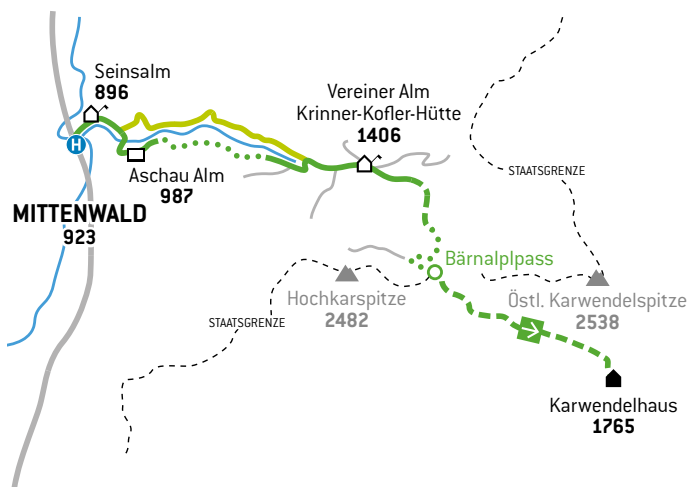 Seinsalm
896
Vereiner Alm
Krinner-Kofler-Hütte
1406
H
Aschau Alm
987
STAATSGRENZE
MITTENWALD
923
Bärnalplpass
Hochkarspitze
2482
Östl. Karwendelspitze
2538
STAATSGRENZE
Karwendelhaus
1765